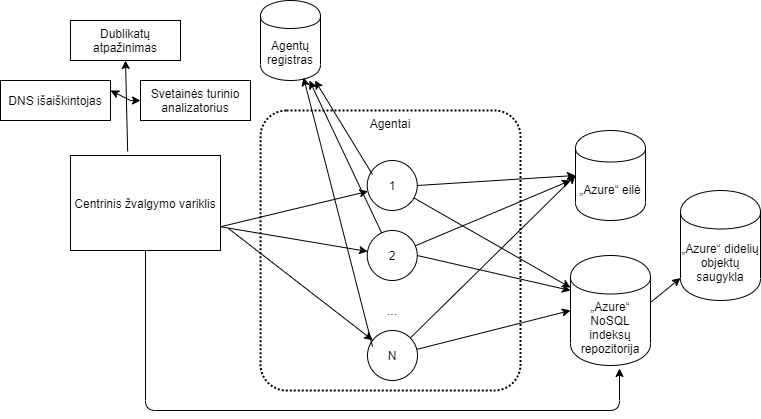 Dublikatų
atpažinimas
DNS išaiškintojas
Svetainės turinio
analizatorius
Agentų
registras
Agentai
Centrinis žvalgymo variklis
1
2
...
N
„Azure“ eilė
„Azure“ didelių
objektų
saugykla
„Azure“
NoSQL
indeksų
repozitorija